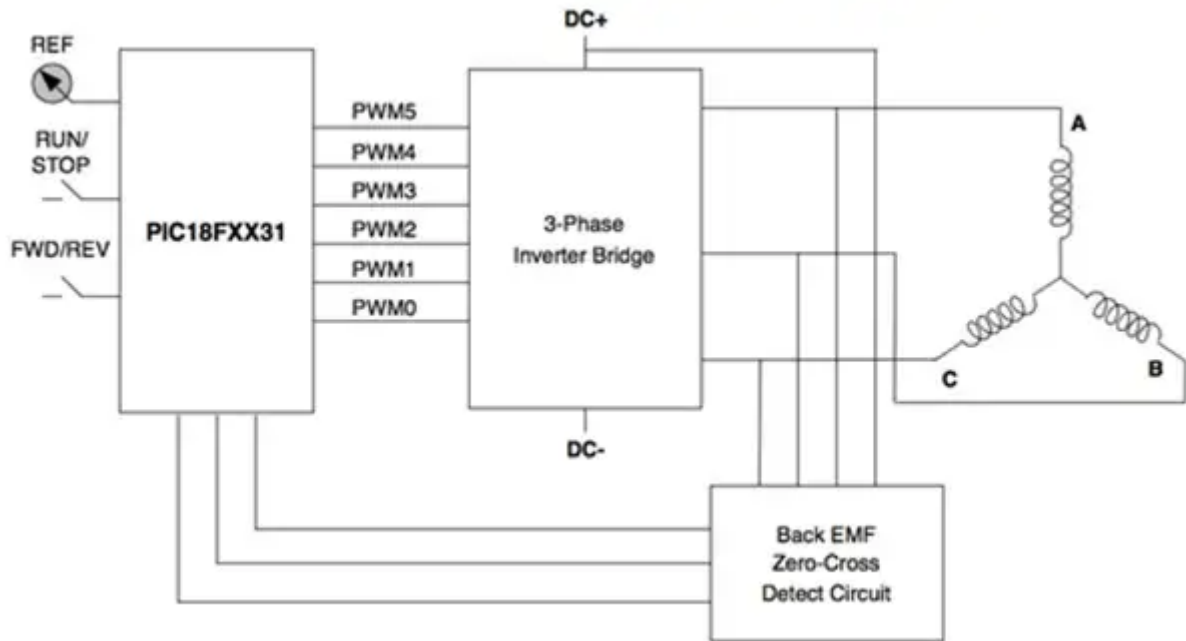 DC+
REF
PWM5
A
RUN/
STOP
PWM4
PWM3
PIC18FXX31
3-Phase
Inverter Bridge
PWM2
FWD/REV
PWM1
PWM0
C
B
DC-
Back EMF
Zero-Cross
Detect Circuit